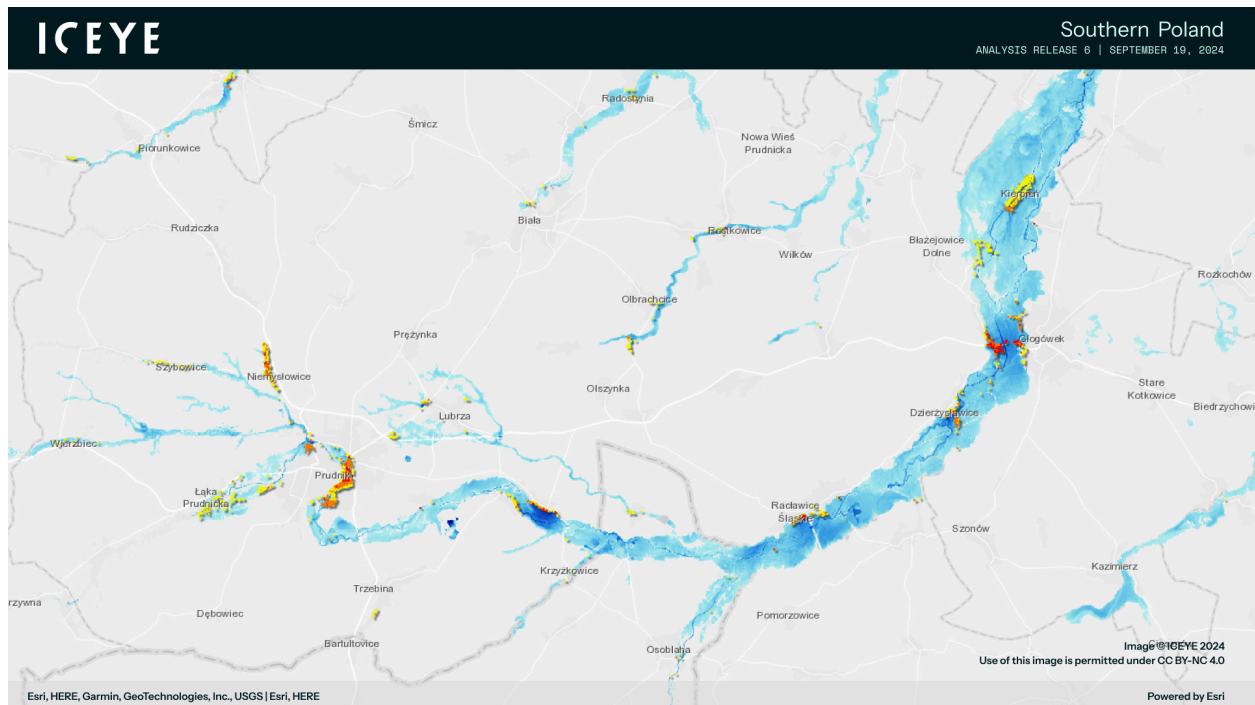 ICEYE
Southern Poland
ANALYSIS RELEASE 6 | SEPTEMBER 19, 2024
Radostynia
Śmicz
Nowa Wieś
Prudnicka
Piorunkowice
Kierpień
Biała
Rudziczka
Rostkowice
Błażejowice
Dolne
Wilków
Rozkochów
Olbrachcice
Prężynka
Głogówek
Szybowice
Niemysłowice
Olszynka
Stare
Kotkowice
Biedrzychowi
Lubrza
Dzierżysławice
Wierzbiec
Prudnik
Łąka
Prudnicka
Racławice
Śląskie
Szonów
Krzyżkowice
Kazimierz
Trzebina
rzywna
Dębowiec
Pomorzowice
Bartultovice
Osoblaha
Image © ICEYE 2024
Use of this image is permitted under CC BY-NC 4.0
Esri, HERE, Garmin, GeoTechnologies, Inc., USGS | Esri, HERE
Powered by Esri